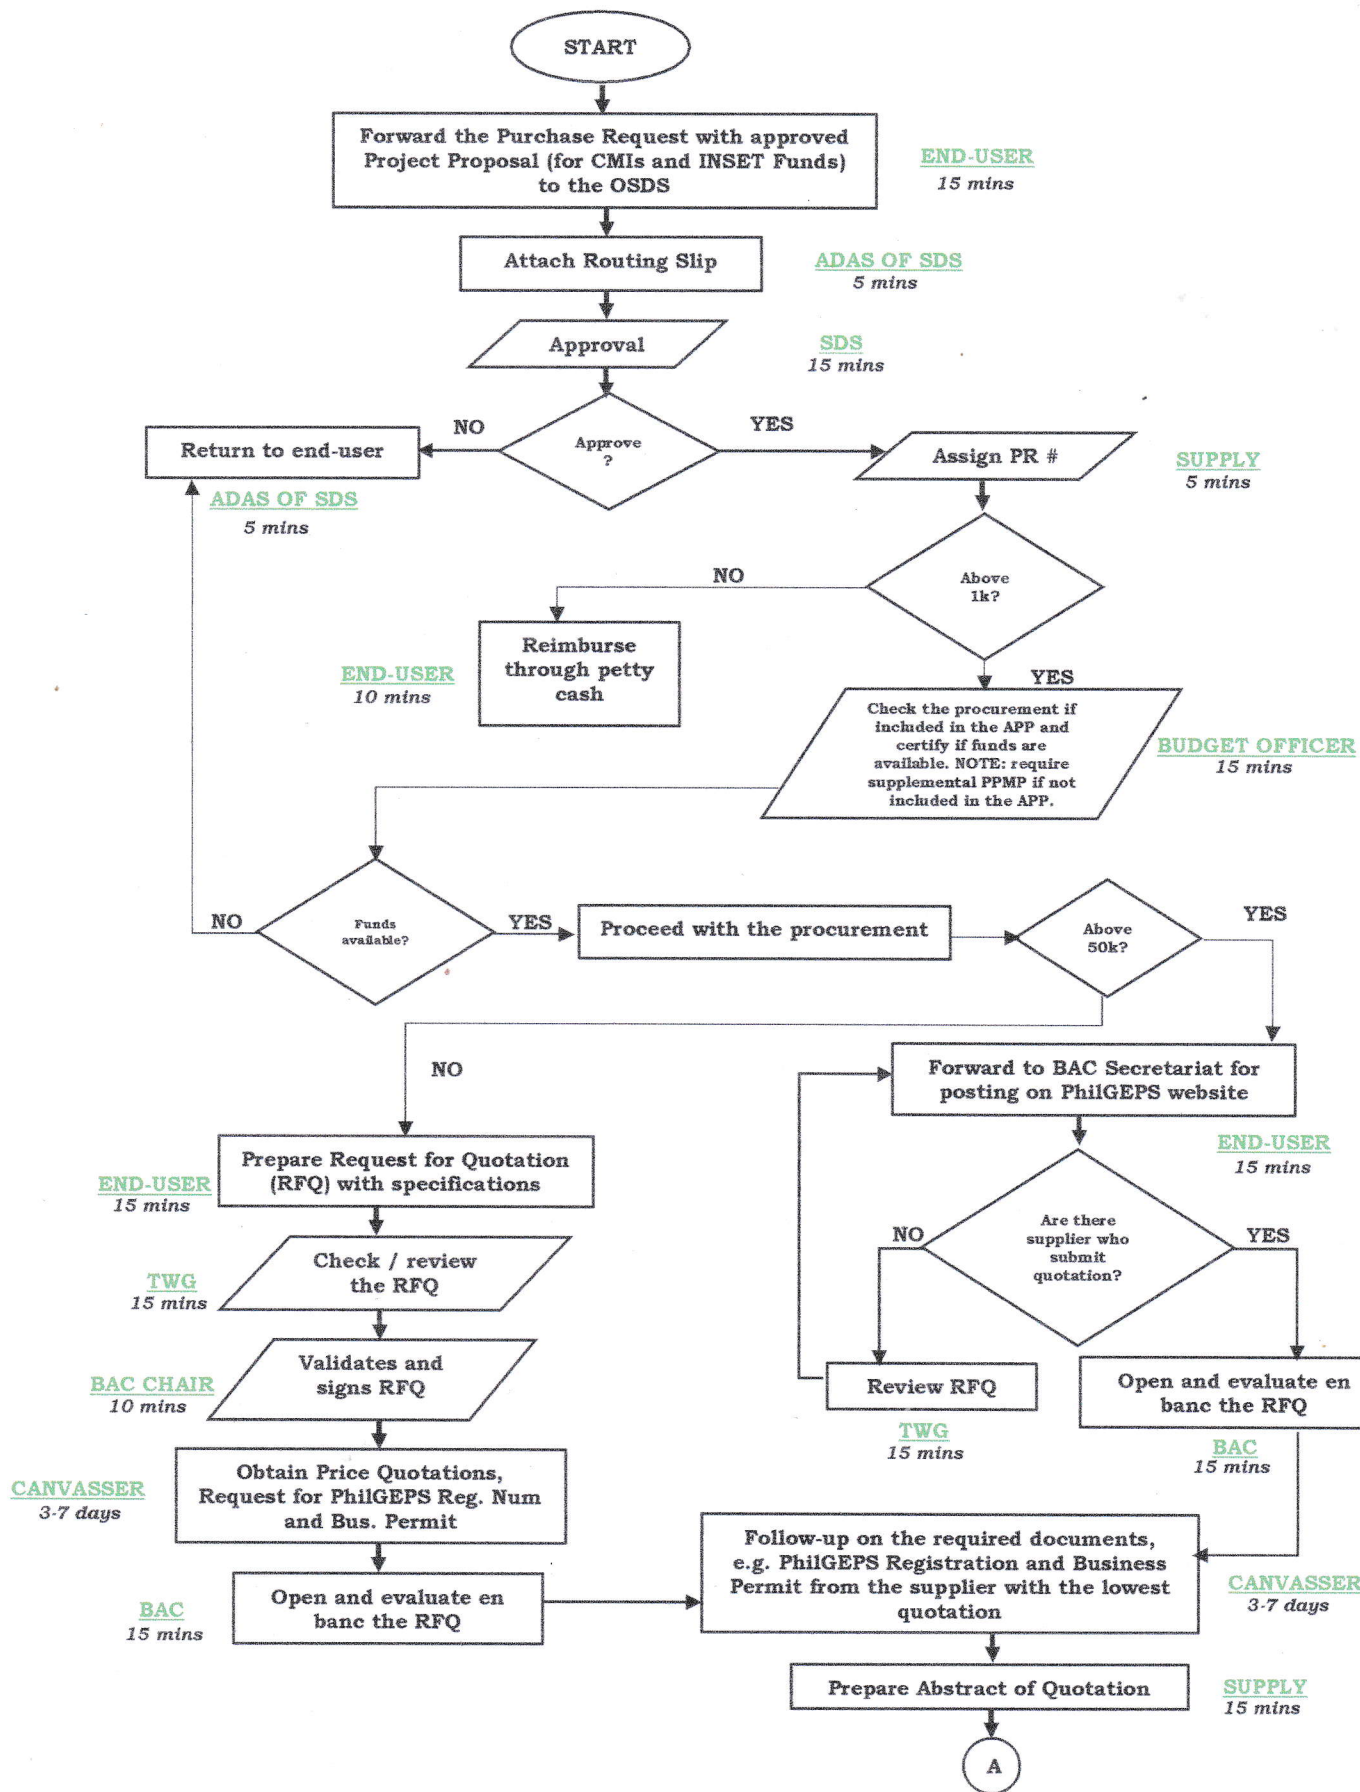 START
Forward the Purchase Request with approved
Project Proposal (for CMIs and INSET Funds)
to the OSDS
END-USER
15 mins
Attach Routing Slip
ADAS OF SDS
5 mins
Approval
SDS
15 mins
NO
Approve
?
YES
Return to end-user
ADAS OF SDS
5 mins
Assign PR #
SUPPLY
5 mins
NO
Above
1k?
YES
Reimburse
through petty
cash
END-USER
10 mins
Check the procurement if
included in the APP and
certify if funds are
available. NOTE: require
supplemental PPMP if not
included in the APP.
BUDGET OFFICER
15 mins
NO
Funds
available?
YES
Proceed with the procurement
Above
50k?
YES
NO
Forward to BAC Secretariat for
posting on PhilGEPS website
END-USER
15 mins
Prepare Request for Quotation
(RFQ) with specifications
END-USER
15 mins
NO
Are there
supplier who
submit
quotation?
YES
Check / review
the RFQ
TWG
15 mins
Validates and
signs RFQ
BAC CHAIR
10 mins
Review RFQ
TWG
15 mins
Open and evaluate en
banc the RFQ
BAC
15 mins
Obtain Price Quotations,
Request for PhilGEPS Reg. Num
and Bus. Permit
CANVASSER
3-7 days
Follow-up on the required documents,
e.g. PhilGEPS Registration and Business
Permit from the supplier with the lowest
quotation
CANVASSER
3-7 days
Open and evaluate en
banc the RFQ
BAC
15 mins
Prepare Abstract of Quotation
SUPPLY
15 mins
A